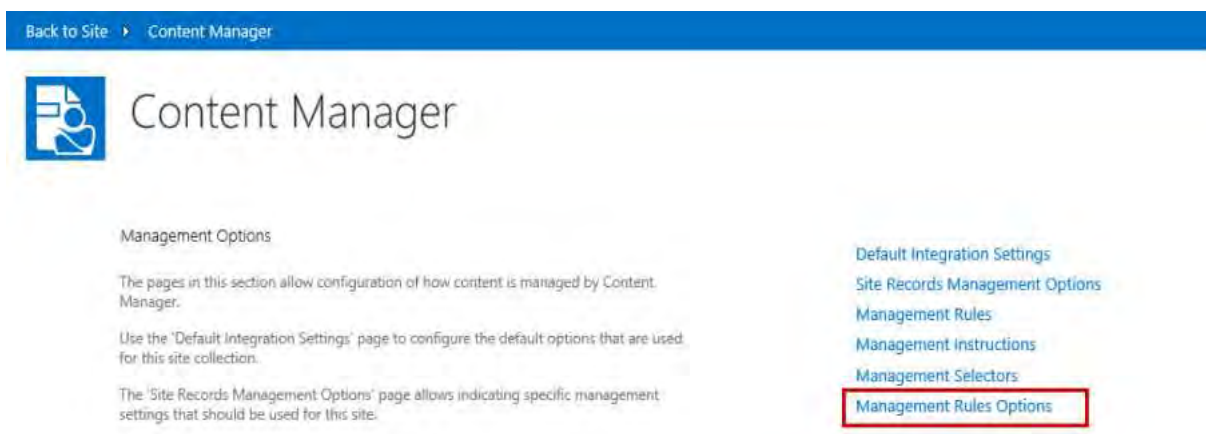 Back to Site ▸ Content Manager
Content Manager
Management Options
The pages in this section allow configuration of how content is managed by Content
Manager.
Use the 'Default Integration Settings' page to configure the default options that are used
for this site collection.
The 'Site Records Management Options' page allows indicating specific management
settings that should be used for this site.
Default Integration Settings
Site Records Management Options
Management Rules
Management Instructions
Management Selectors
Management Rules Options